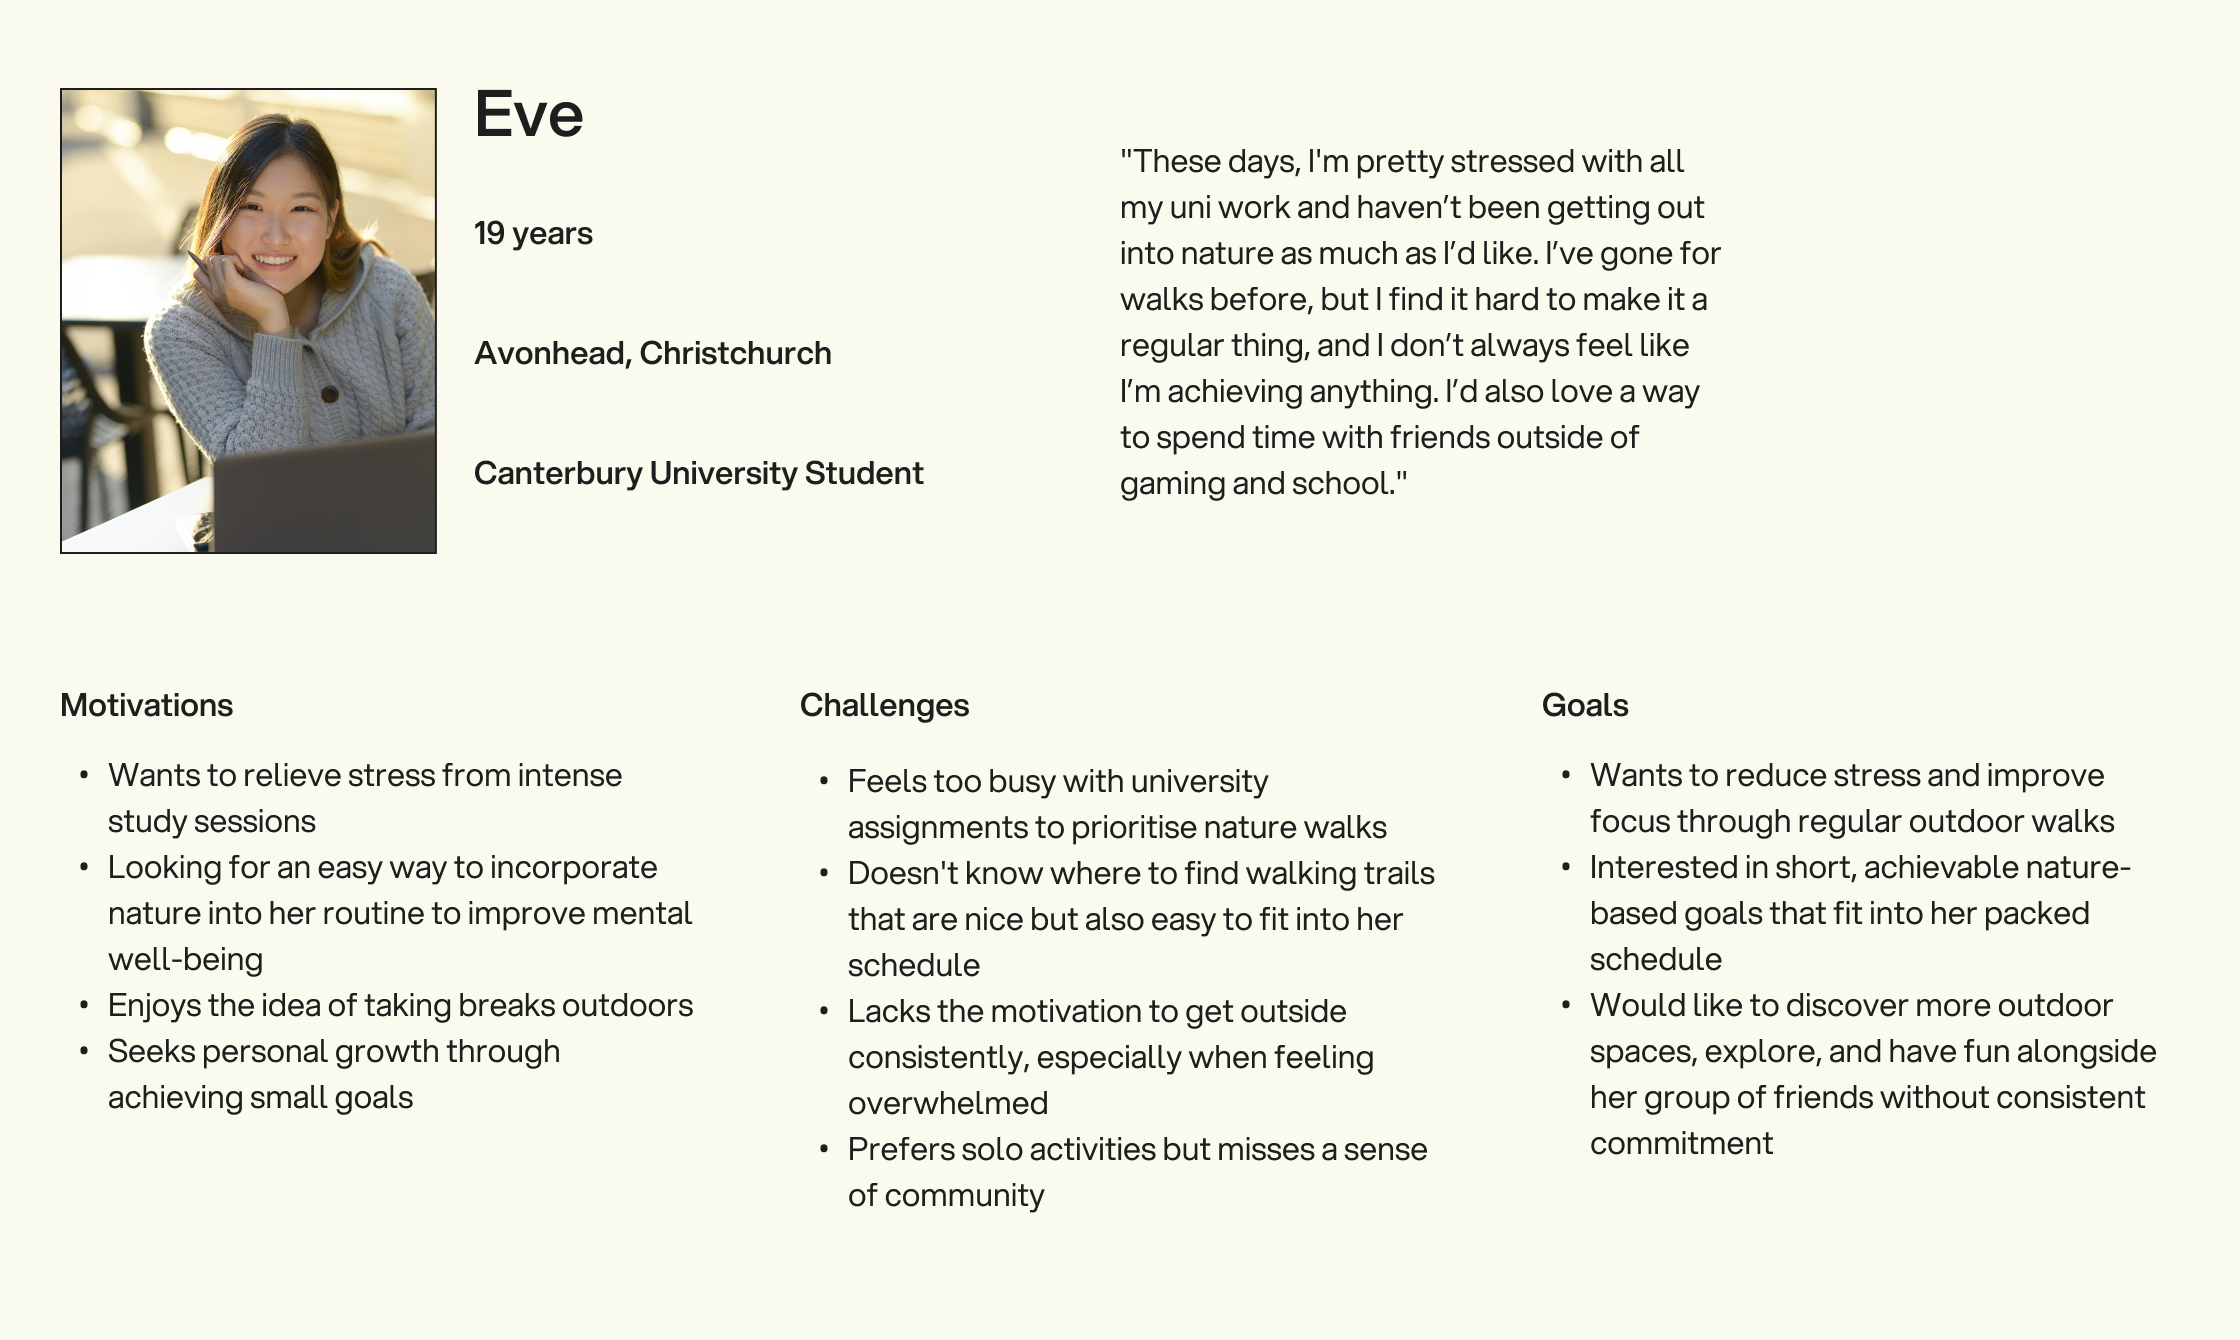 Eve
19 years
Avonhead, Christchurch
Canterbury University Student
"These days, I'm pretty stressed with all
my uni work and haven’t been getting out
into nature as much as I’d like. I’ve gone for
walks before, but I find it hard to make it a
regular thing, and I don’t always feel like
I’m achieving anything. I’d also love a way
to spend time with friends outside of
gaming and school."
Motivations
• Wants to relieve stress from intense
study sessions
• Looking for an easy way to incorporate
nature into her routine to improve mental
well-being
• Enjoys the idea of taking breaks outdoors
• Seeks personal growth through
achieving small goals
Challenges
• Feels too busy with university
assignments to prioritise nature walks
• Doesn't know where to find walking trails
that are nice but also easy to fit into her
schedule
• Lacks the motivation to get outside
consistently, especially when feeling
overwhelmed
• Prefers solo activities but misses a sense
of community
Goals
• Wants to reduce stress and improve
focus through regular outdoor walks
• Interested in short, achievable nature-
based goals that fit into her packed
schedule
• Would like to discover more outdoor
spaces, explore, and have fun alongside
her group of friends without consistent
commitment